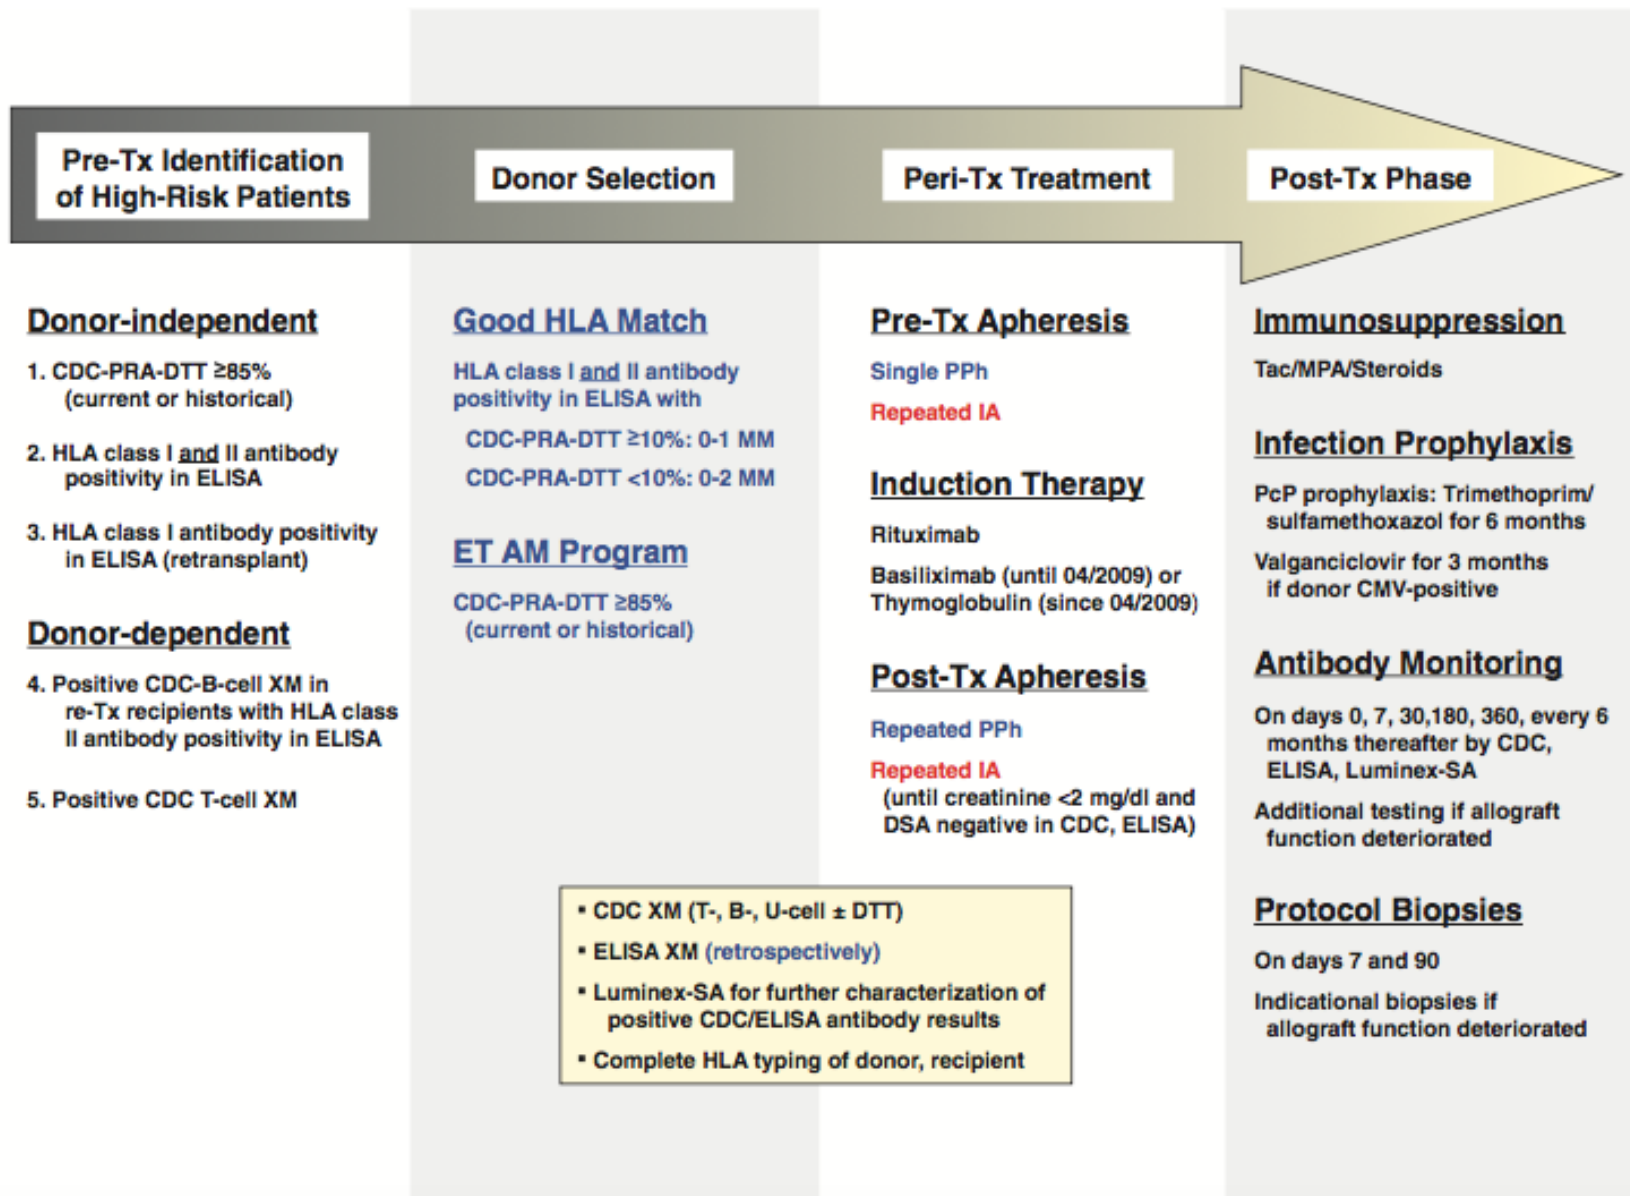 Pre-Tx Identification
of High-Risk Patients
Donor Selection
Peri-Tx Treatment
Post-Tx Phase
Donor-independent
1. CDC-PRA-DTT ≥85%
(current or historical)
2. HLA class I and II antibody
positivity in ELISA
3. HLA class I antibody positivity
in ELISA (retransplant)
Donor-dependent
4. Positive CDC-B-cell XM in
re-Tx recipients with HLA class
II antibody positivity in ELISA
5. Positive CDC T-cell XM
Good HLA Match
HLA class I and II antibody
positivity in ELISA with
CDC-PRA-DTT ≥10%: 0-1 MM
CDC-PRA-DTT <10%: 0-2 MM
ET AM Program
CDC-PRA-DTT ≥85%
(current or historical)
Pre-Tx Apheresis
Single PPh
Repeated IA
Induction Therapy
Rituximab
Basiliximab (until 04/2009) or
Thymoglobulin (since 04/2009)
Post-Tx Apheresis
Repeated PPh
Repeated IA
(until creatinine <2 mg/dl and
DSA negative in CDC, ELISA)
▪ CDC XM (T-, B-, U-cell ± DTT)
▪ ELISA XM (retrospectively)
▪ Luminex-SA for further characterization of
positive CDC/ELISA antibody results
▪ Complete HLA typing of donor, recipient
Immunosuppression
Tac/MPA/Steroids
Infection Prophylaxis
PcP prophylaxis: Trimethoprim/
sulfamethoxazol for 6 months
Valganciclovir for 3 months
if donor CMV-positive
Antibody Monitoring
On days 0, 7, 30,180, 360, every 6
months thereafter by CDC,
ELISA, Luminex-SA
Additional testing if allograft
function deteriorated
Protocol Biopsies
On days 7 and 90
Indicational biopsies if
allograft function deteriorated